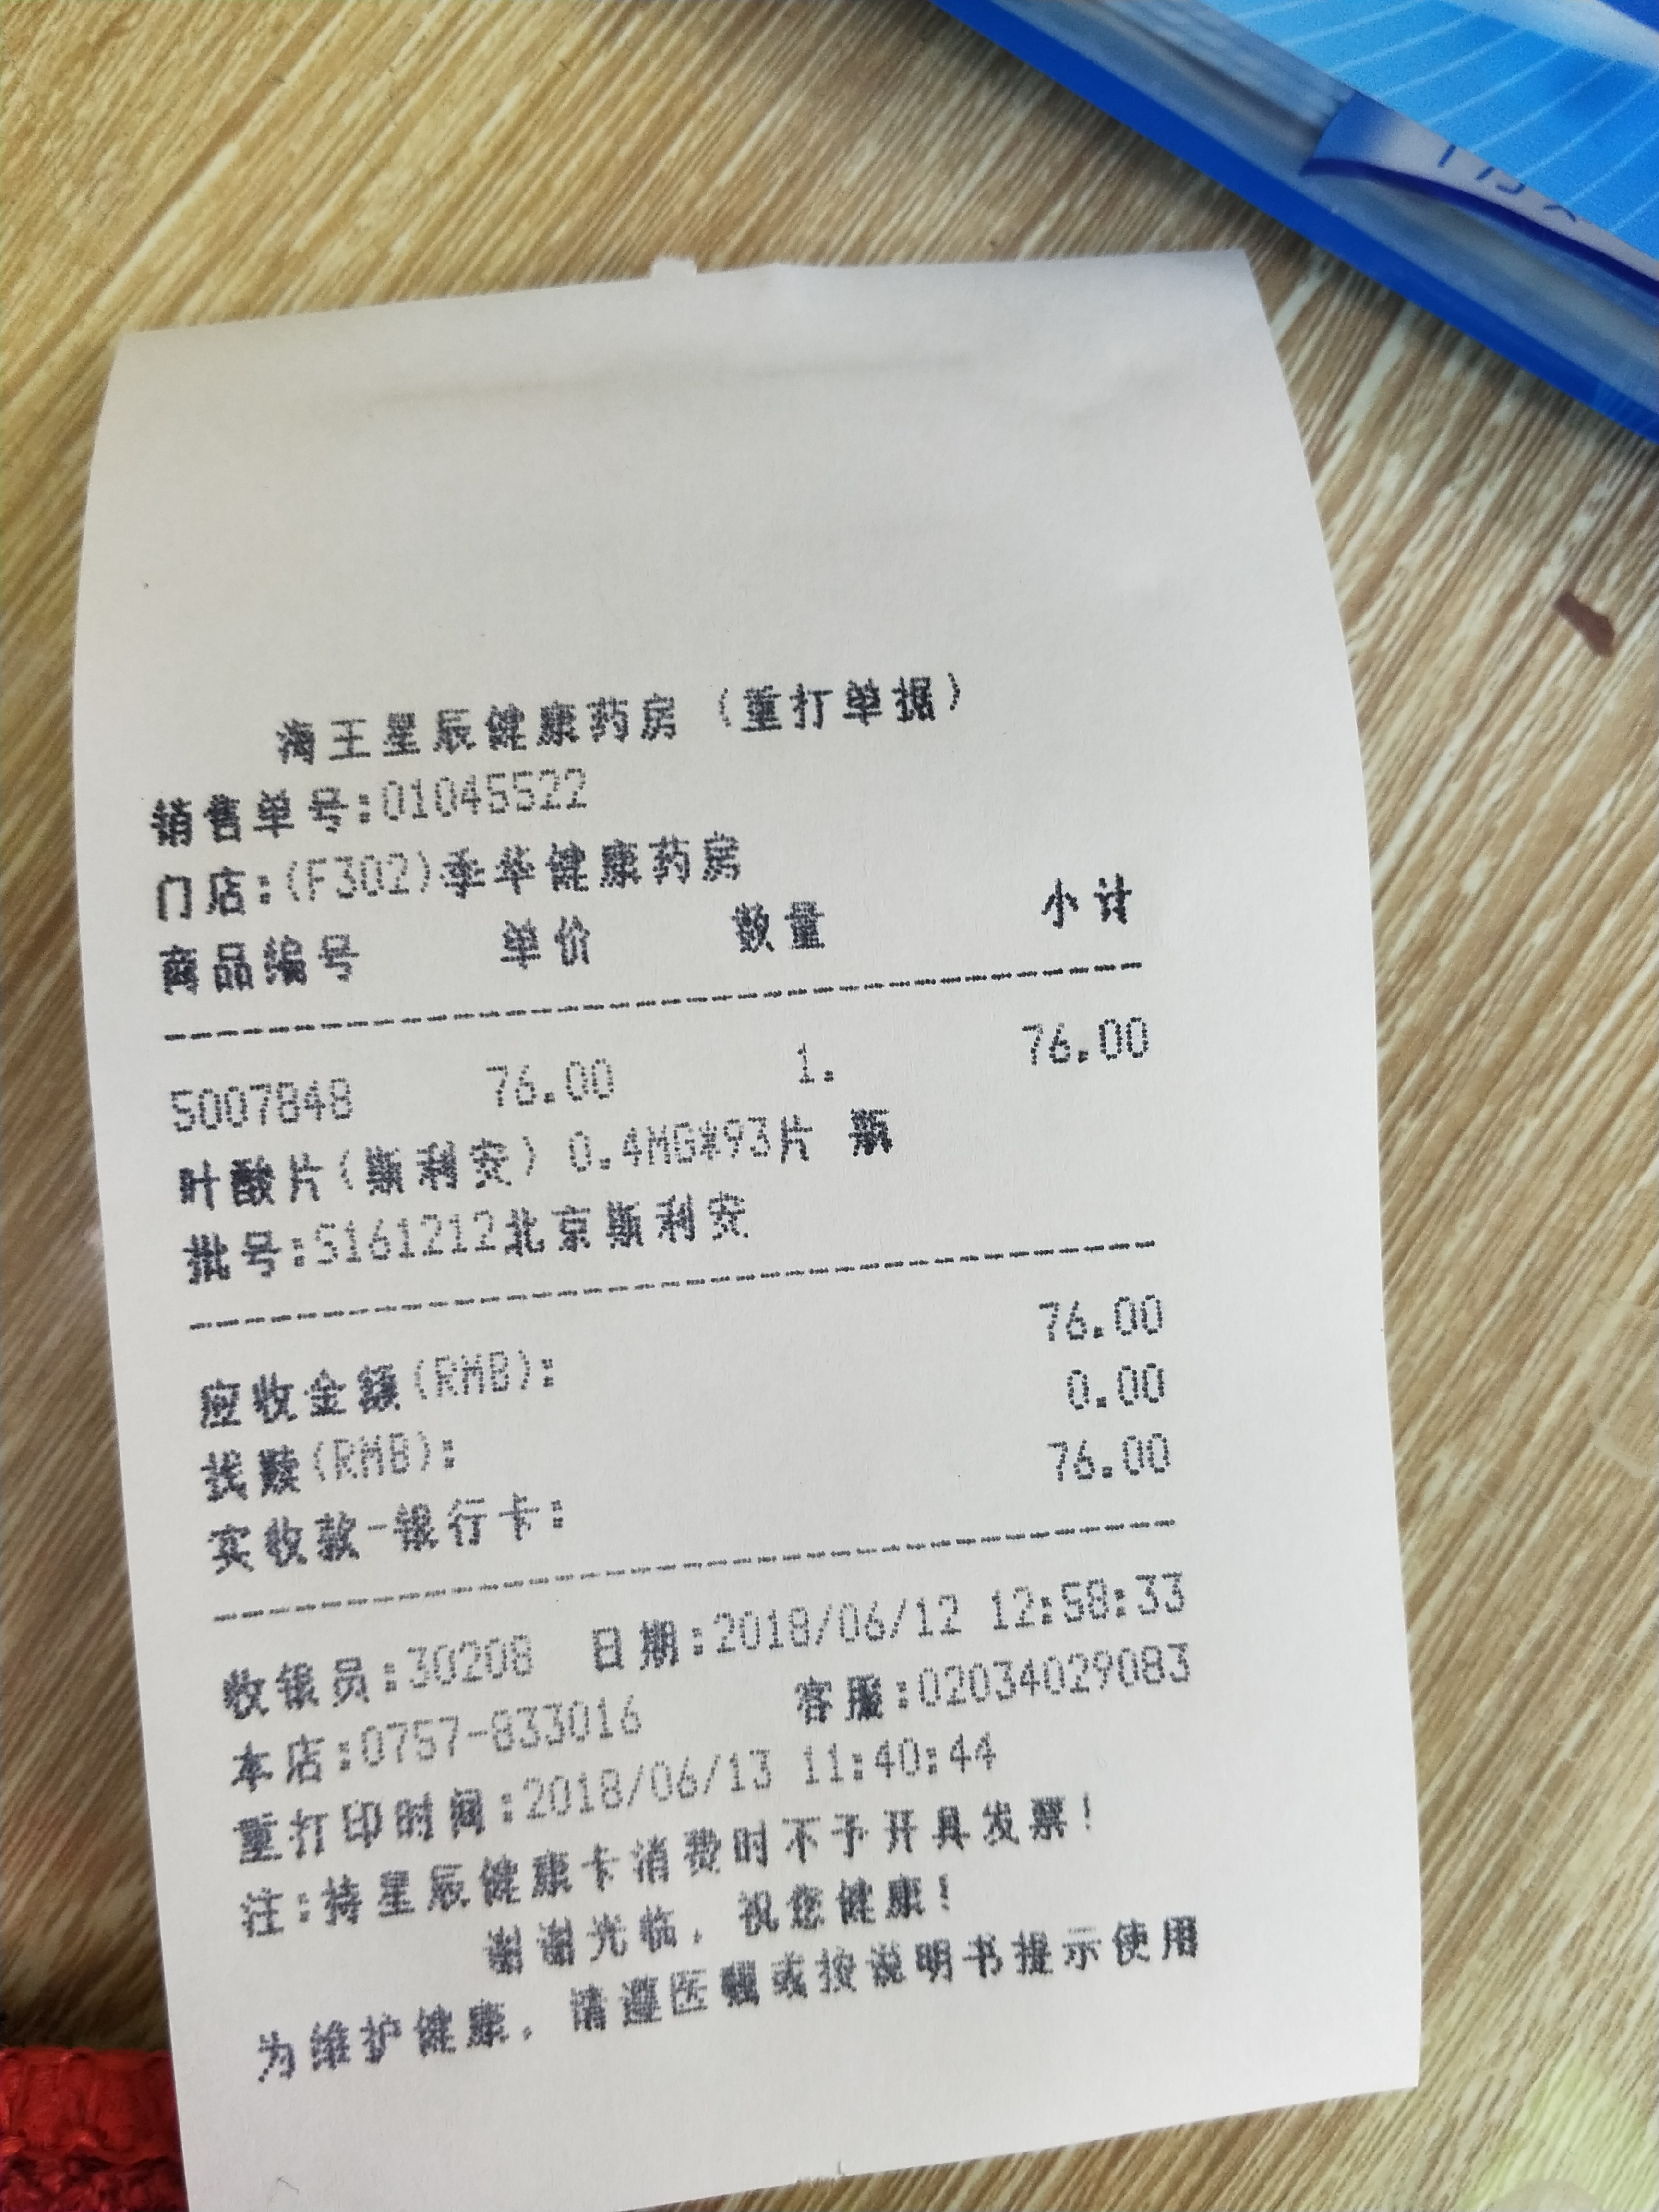 海王星辰健康药房（重打单据）
销售单号:01045522
门店:(F302)季华健康药房
商品编号 单价 数量 小计
5007848 76.00 1. 76.00
叶酸片(斯利安) 0.4MG*93片 瓶
批号:S161212北京斯利安
应收金额(RMB): 76.00
找赎(RMB): 0.00
实收款-银行卡: 76.00
收银员:30208 日期:2018/06/12 12:58:33
本店:0757-833016 客服:02034029083
重打印时间:2018/06/13 11:40:44
注:持星辰健康卡消费时不予开具发票!
谢谢光临，祝您健康!
为维护健康，请遵医嘱或按说明书提示使用